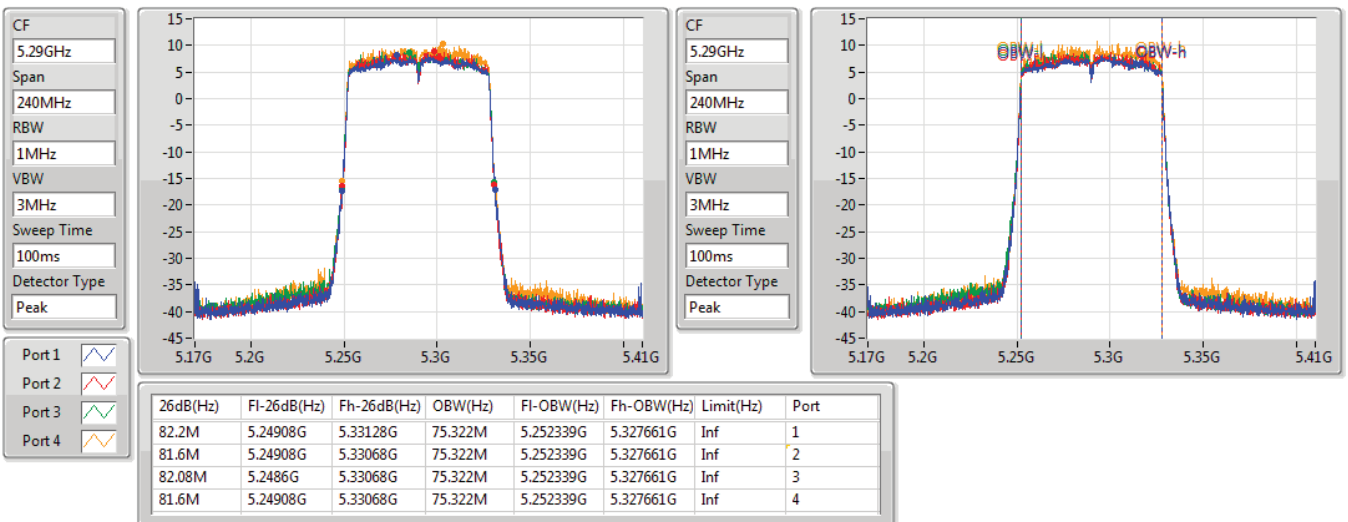 CF
5.29GHz
Span
240MHz
RBW
1MHz
VBW
3MHz
Sweep Time
100ms
Detector Type
Peak
15
10
5
0
-5
-10
-15
-20
-25
-30
-35
-40
-45
5.17G 5.2G 5.25G 5.3G 5.35G 5.41G
CF
5.29GHz
Span
240MHz
RBW
1MHz
VBW
3MHz
Sweep Time
100ms
Detector Type
Peak
15
10
5
0
-5
-10
-15
-20
-25
-30
-35
-40
-45
OBW-l OBW-h
5.17G 5.2G 5.25G 5.3G 5.35G 5.41G
Port 1
Port 2
Port 3
Port 4
26dB(Hz) Fl-26dB(Hz) Fh-26dB(Hz) OBW(Hz) Fl-OBW(Hz) Fh-OBW(Hz) Limit(Hz) Port
82.2M 5.24908G 5.33128G 75.322M 5.252339G 5.327661G Inf 1
81.6M 5.24908G 5.33068G 75.322M 5.252339G 5.327661G Inf 2
82.08M 5.2486G 5.33068G 75.322M 5.252339G 5.327661G Inf 3
81.6M 5.24908G 5.33068G 75.322M 5.252339G 5.327661G Inf 4